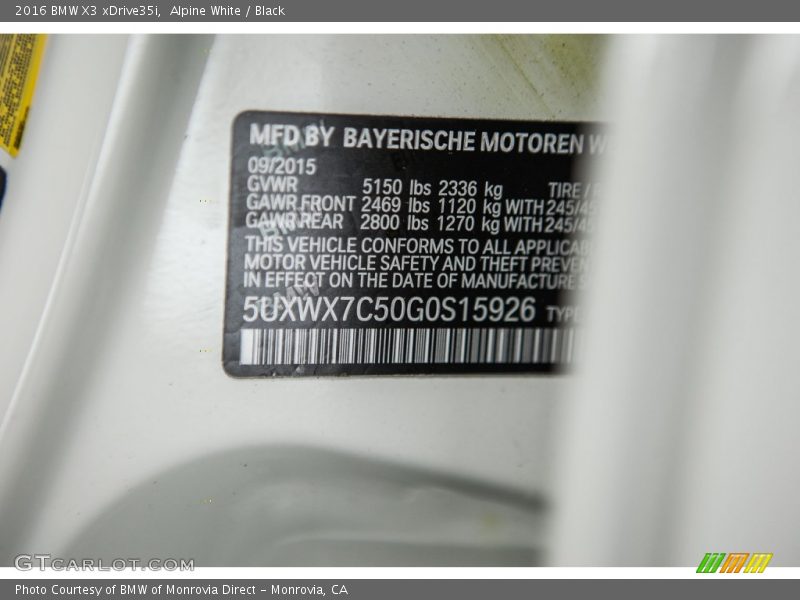 2016 BMW X3 xDrive35i, Alpine White / Black
MFD BY BAYERISCHE MOTOREN
09/2015
GVWR 5150 lbs 2336 kg TIRE /
GAWR FRONT 2469 lbs 1120 kg WITH 245/45
GAWR REAR 2800 lbs 1270 kg WITH 245/45
THIS VEHICLE CONFORMS TO ALL
MOTOR VEHICLE SAFETY AND THEFT
IN EFFECT ON THE DATE OF MANUFACTURE
5UXWX7C50G0S15926 TYPE
GTCARLOT.COM
Photo Courtesy of BMW of Monrovia Direct – Monrovia, CA